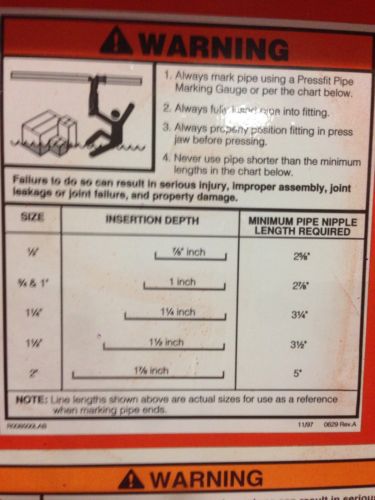 WARNING
1. Always mark pipe using a Pressfit Pipe
Marking Gauge or per the chart below.
2. Always fully insert pipe into fitting.
3. Always properly position fitting in press
jaw before pressing.
4. Never use pipe shorter than the minimum
lengths in the chart below.
Failure to do so can result in serious injury, improper assembly, joint
leakage or joint failure, and property damage.
SIZE INSERTION DEPTH MINIMUM PIPE NIPPLE
LENGTH REQUIRED
½" ⅞" inch
¾ & 1" 1 inch 2⅞"
1¼" 1¼ inch 3¼"
1½" 1½ inch 3½"
2" 1⅞ inch 5"
NOTE: Line lengths shown above are actual sizes for use as a reference
when marking pipe ends.
11/97 0629 Rev.A
WARNING
result in serious